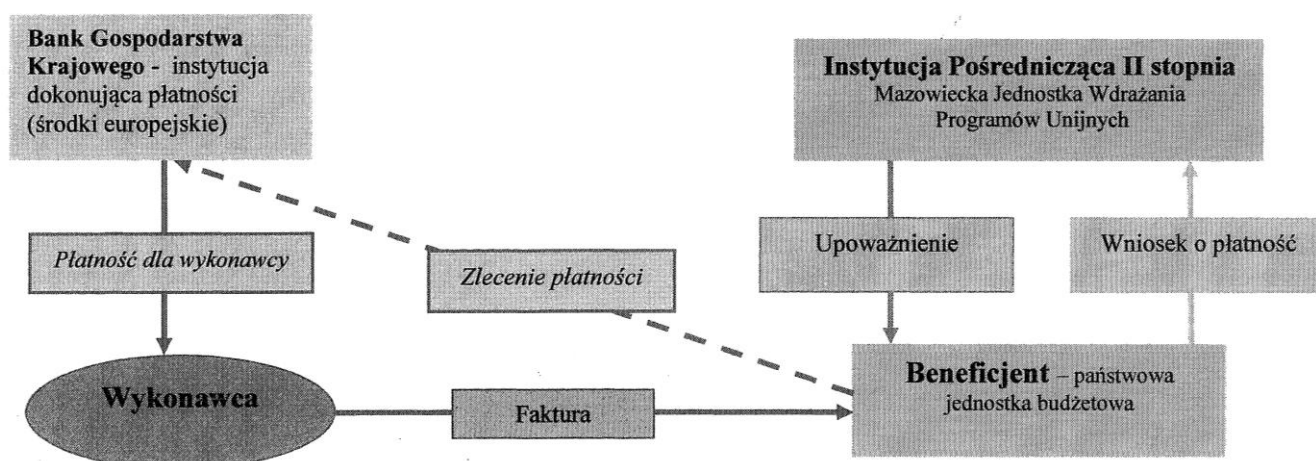 Bank Gospodarstwa
Krajowego - instytucja
dokonująca płatności
(środki europejskie)
Instytucja Pośrednicząca II stopnia
Mazowiecka Jednostka Wdrażania
Programów Unijnych
Płatność dla wykonawcy
Zlecenie płatności
Upoważnienie
Wniosek o płatność
Wykonawca
Faktura
Beneficjent – państwowa
jednostka budżetowa